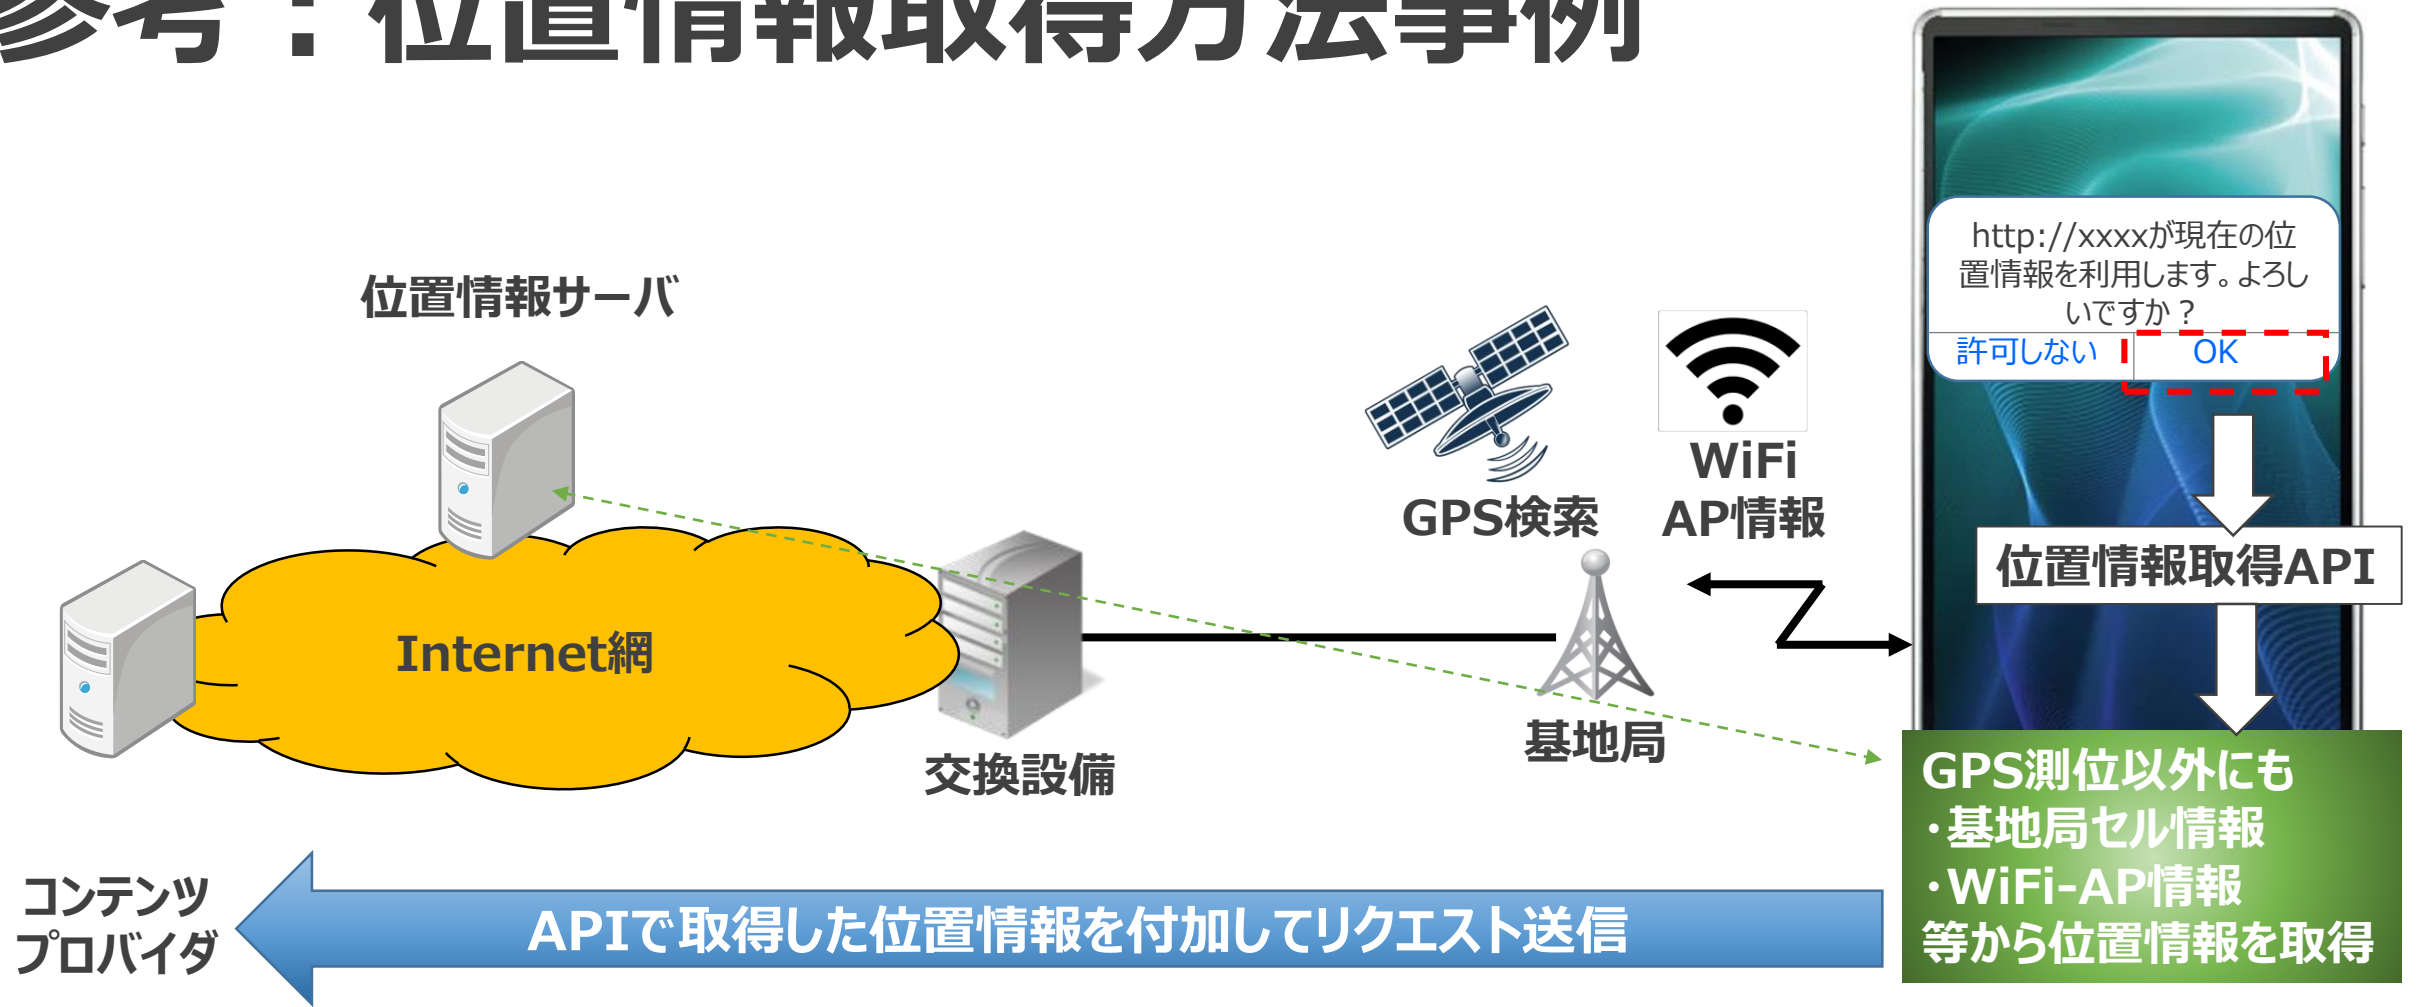 参考：位置情報取得方法事例
http://xxxxが現在の位
置情報を利用します。よろし
いですか？
許可しない
OK
位置情報サーバ
WiFi
AP情報
GPS検索
位置情報取得API
Internet網
基地局
交換設備
GPS測位以外にも
・基地局セル情報
・WiFi-AP情報
等から位置情報を取得
コンテンツ
プロバイダ
APIで取得した位置情報を付加してリクエスト送信